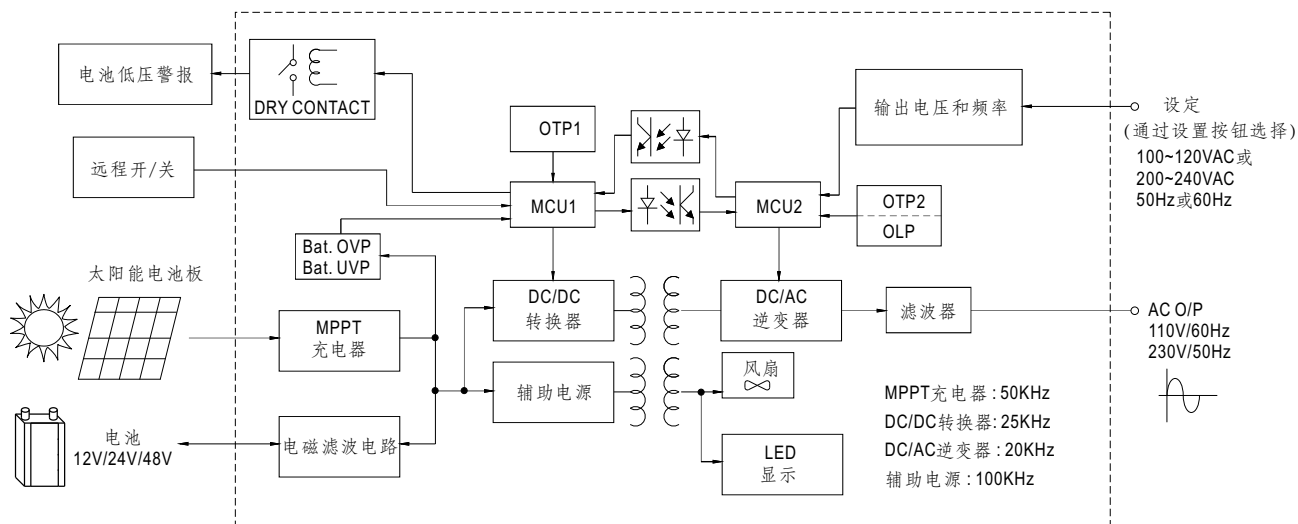 电池低压警报
DRY CONTACT
OTP1
输出电压和频率
设定
(通过设置按钮选择)
100~120VAC或
200~240VAC
50Hz或60Hz
远程开/关
MCU1
MCU2
OTP2
OLP
Bat. OVP
Bat. UVP
太阳能电池板
MPPT
充电器
DC/DC
转换器
DC/AC
逆变器
滤波器
AC O/P
110V/60Hz
230V/50Hz
辅助电源
风扇
电池
12V/24V/48V
电磁滤波电路
LED
显示
MPPT充电器 : 50KHz
DC/DC转换器: 25KHz
DC/AC逆变器 : 20KHz
辅助电源 : 100KHz